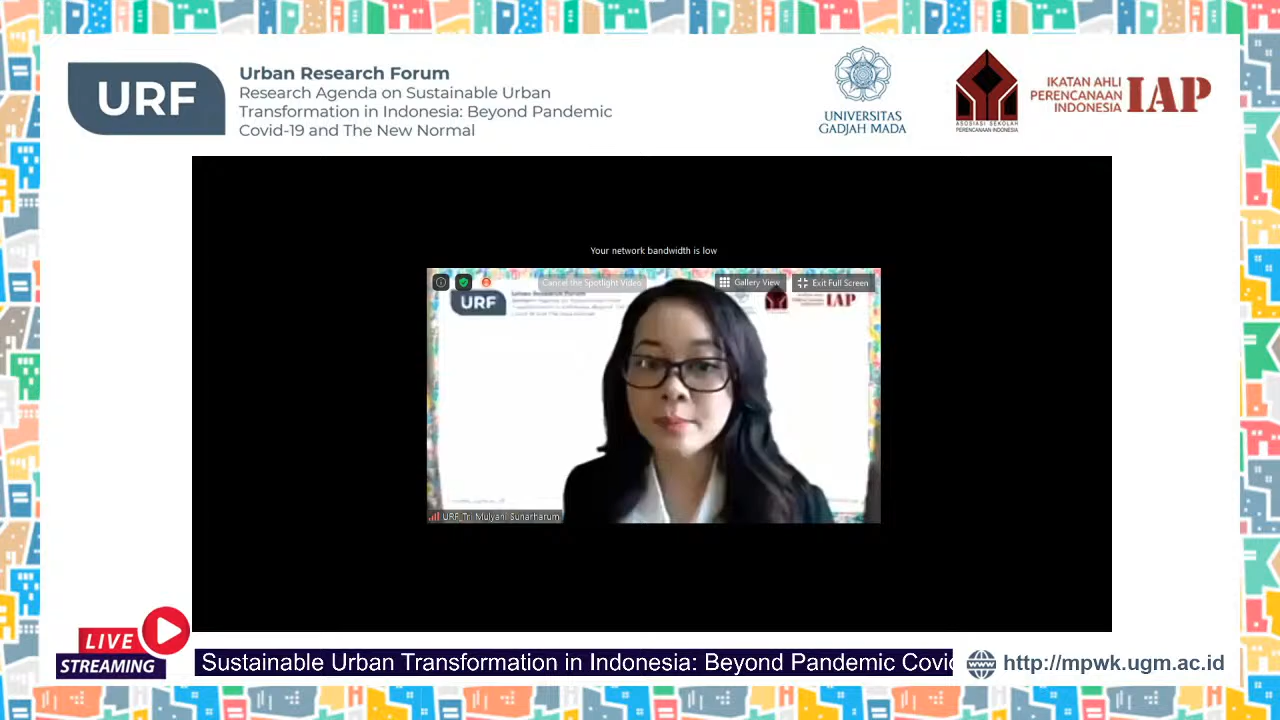 URF
Urban Research Forum
Research Agenda on Sustainable Urban
Transformation in Indonesia: Beyond Pandemic
Covid-19 and The New Normal
UNIVERSITAS
GADJAH MADA
ASOSIASI SEKOLAH
PERENCANAAN INDONESIA
IKATAN AHLI
PERENCANAAN
INDONESIA
IAP
Your network bandwidth is low
Cancel the Spotlight Video
Gallery View
Exit Full Screen
URF
Urban Research Forum
IAP
URF_Tri Mulyani Sunarharum
LIVE
STREAMING
Sustainable Urban Transformation in Indonesia: Beyond Pandemic Covid
http://mpwk.ugm.ac.id